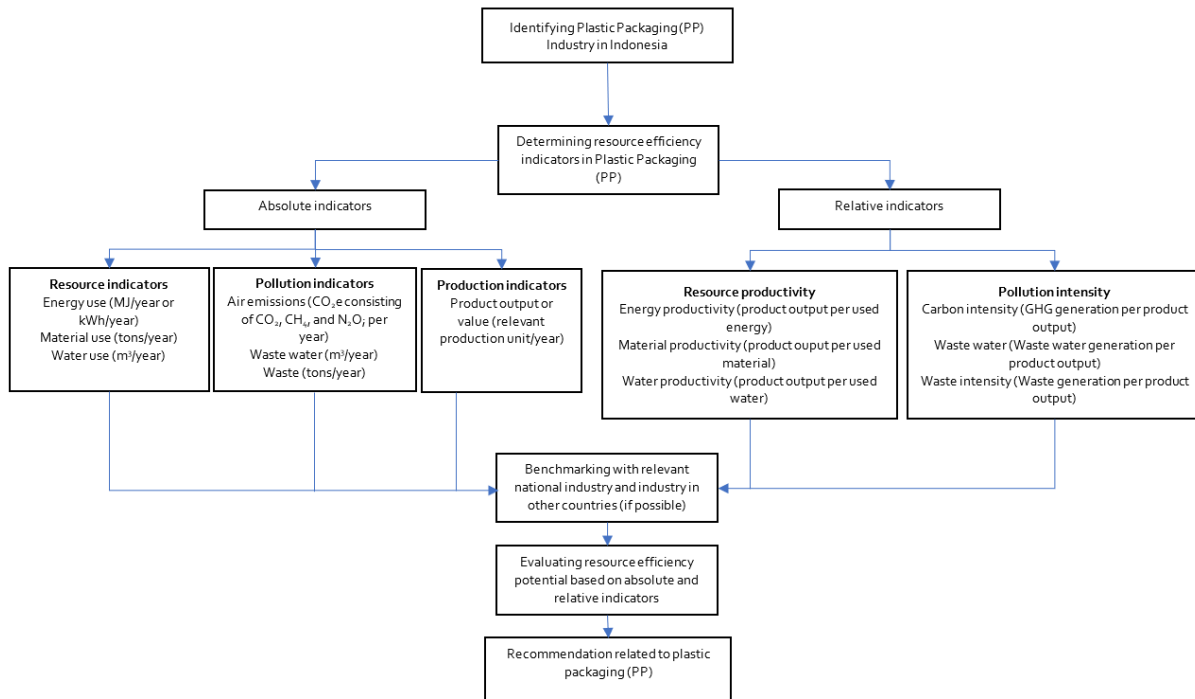 Identifying Plastic Packaging (PP)
Industry in Indonesia
Determining resource efficiency
indicators in Plastic Packaging
(PP)
Absolute indicators
Relative indicators
Resource indicators
Energy use (MJ/year or
kWh/year)
Material use (tons/year)
Water use (m³/year)
Pollution indicators
Air emissions (CO₂e consisting
of CO₂, CH₄, and N₂O; per
year)
Waste water (m³/year)
Waste (tons/year)
Production indicators
Product output or
value (relevant
production unit/year)
Resource productivity
Energy productivity (product output per used
energy)
Material productivity (product ouput per used
material)
Water productivity (product output per used
water)
Pollution intensity
Carbon intensity (GHG generation per product
output)
Waste water (Waste water generation per
product output)
Waste intensity (Waste generation per product
output)
Benchmarking with relevant
national industry and industry in
other countries (if possible)
Evaluating resource efficiency
potential based on absolute and
relative indicators
Recommendation related to plastic
packaging (PP)